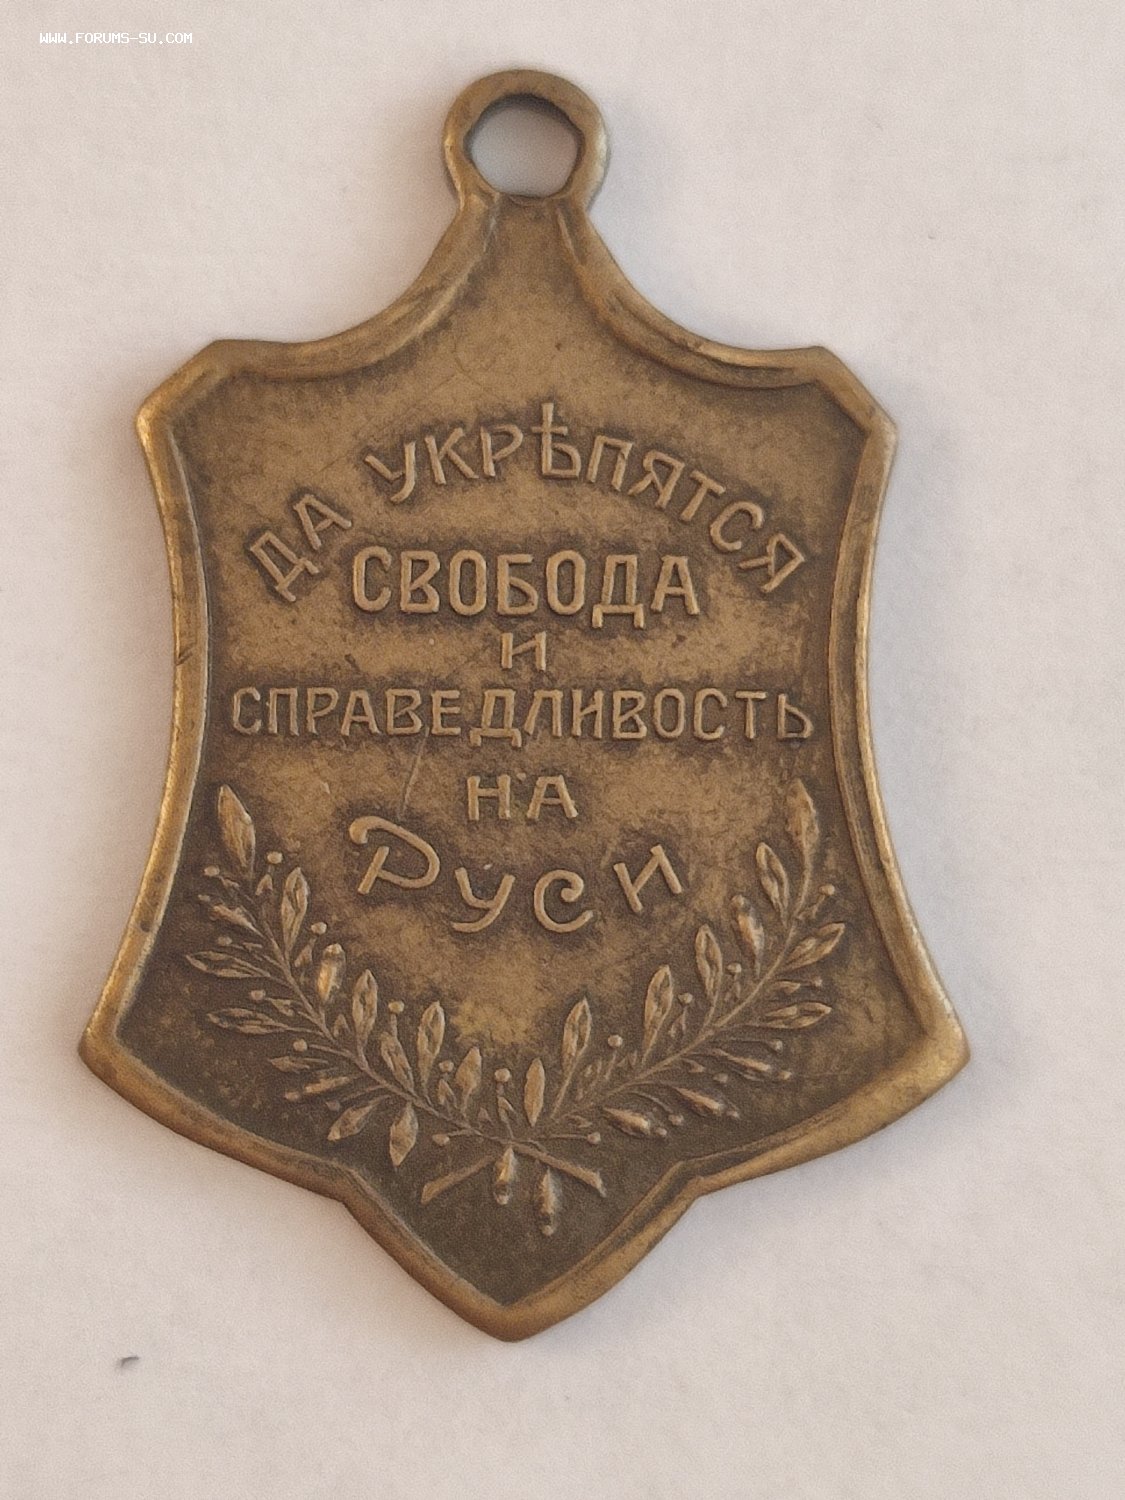 WWW.FORUMS-SU.COM
ДА УКРѢПЯТСЯ
СВОБОДА
И
СПРАВЕДЛИВОСТЬ
НА
РУСИ